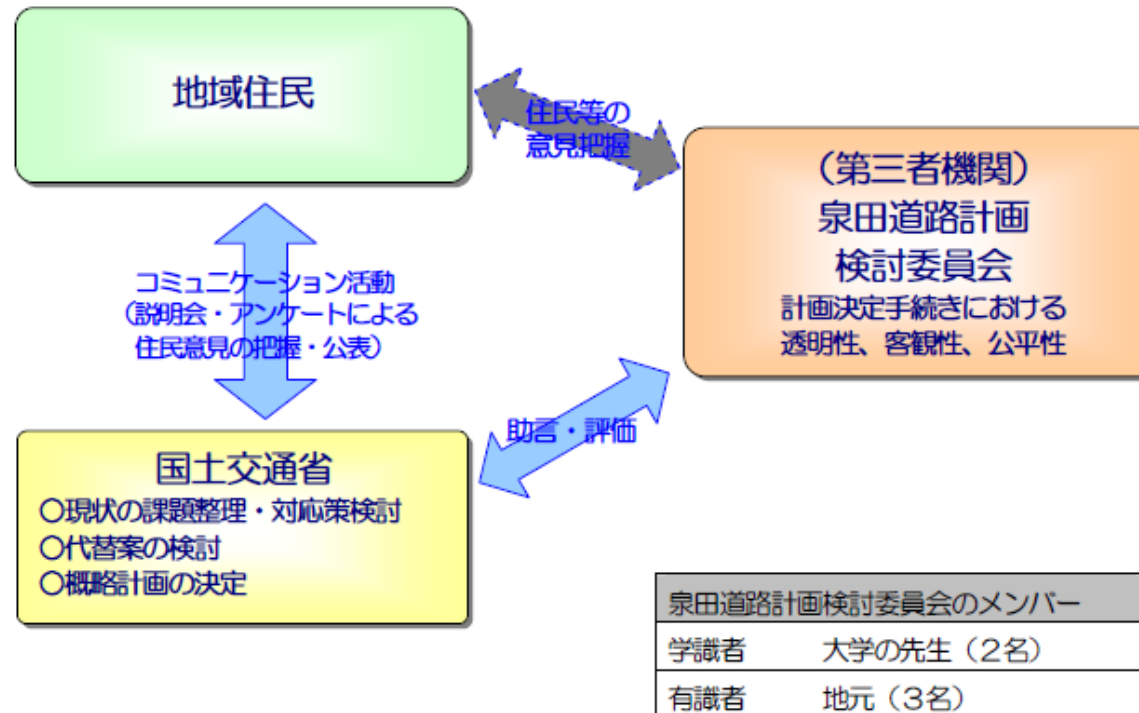 地域住民
住民等の
意見把握
（第三者機関）
泉田道路計画
検討委員会
計画決定手続きにおける
透明性、客観性、公平性
コミュニケーション活動
（説明会・アンケートによる
住民意見の把握・公表）
助言・評価
国土交通省
○現状の課題整理・対応策検討
○代替案の検討
○概略計画の決定
泉田道路計画検討委員会のメンバー
学識者 大学の先生（２名）
有識者 地元（３名）